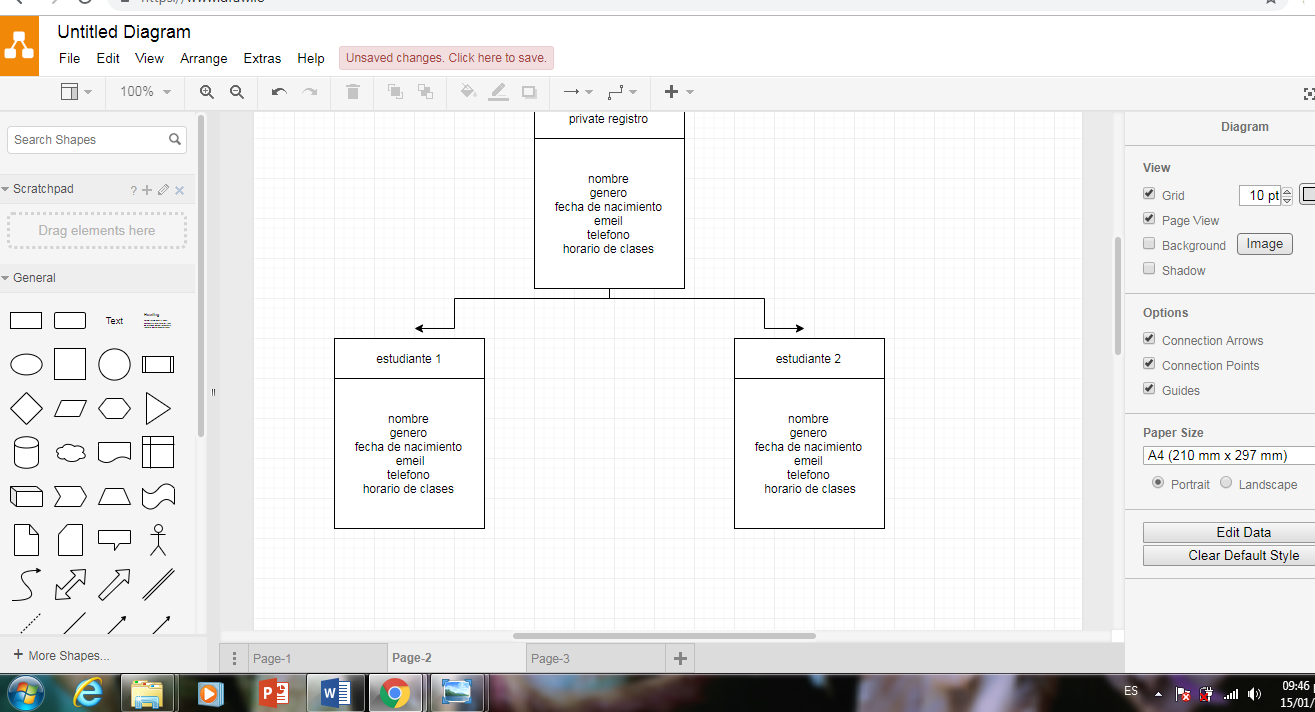 Untitled Diagram
File Edit View Arrange Extras Help Unsaved changes. Click here to save.
100%
Search Shapes
Scratchpad ?
Drag elements here
General
Text
Heading
private registro
nombre
genero
fecha de nacimiento
emeil
telefono
horario de clases
estudiante 1
nombre
genero
fecha de nacimiento
emeil
telefono
horario de clases
estudiante 2
nombre
genero
fecha de nacimiento
emeil
telefono
horario de clases
Diagram
View
Grid 10 pt
Page View
Background Image
Shadow
Options
Connection Arrows
Connection Points
Guides
Paper Size
A4 (210 mm x 297 mm)
Portrait Landscape
Edit Data
Clear Default Style
+ More Shapes...
Page-1 Page-2 Page-3
ES 09:46
15/01/